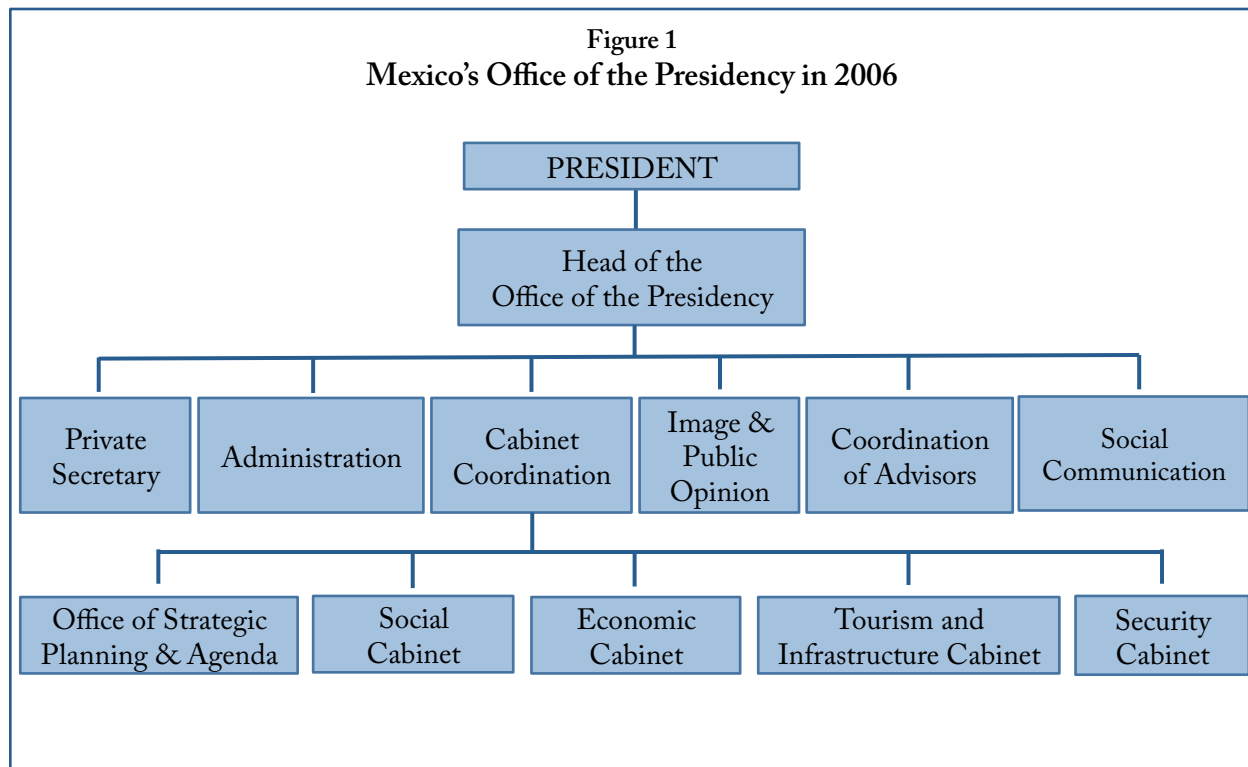 Figure 1
Mexico’s Office of the Presidency in 2006
PRESIDENT
Head of the
Office of the Presidency
Private
Secretary
Administration
Cabinet
Coordination
Image &
Public
Opinion
Coordination
of Advisors
Social
Communication
Office of Strategic
Planning & Agenda
Social
Cabinet
Economic
Cabinet
Tourism and
Infrastructure Cabinet
Security
Cabinet